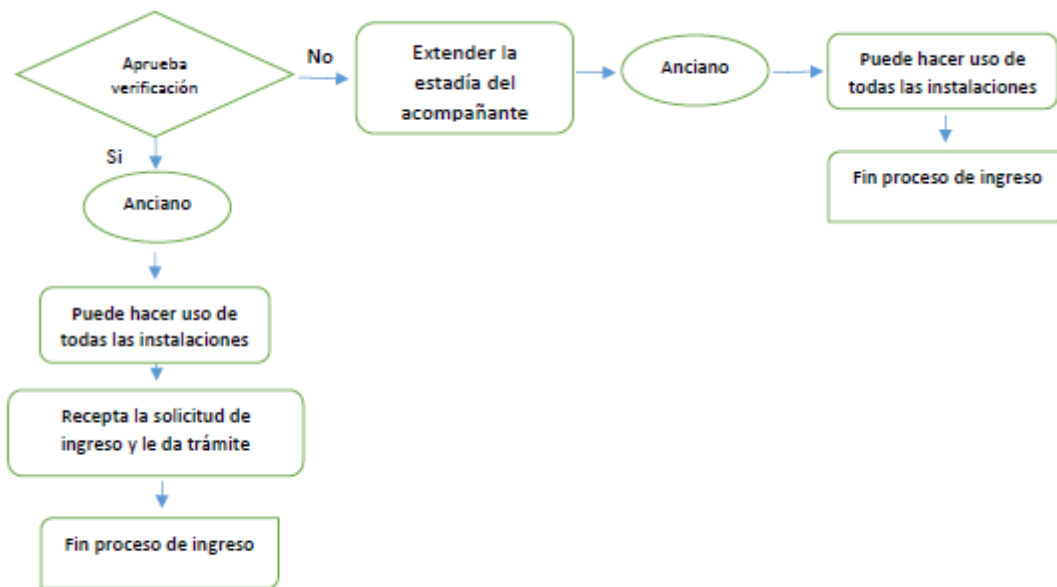 Aprueba
verificación
No
Extender la
estadía del
acompañante
Anciano
Puede hacer uso de
todas las instalaciones
Fin proceso de ingreso
Si
Anciano
Puede hacer uso de
todas las instalaciones
Recepta la solicitud de
ingreso y le da trámite
Fin proceso de ingreso